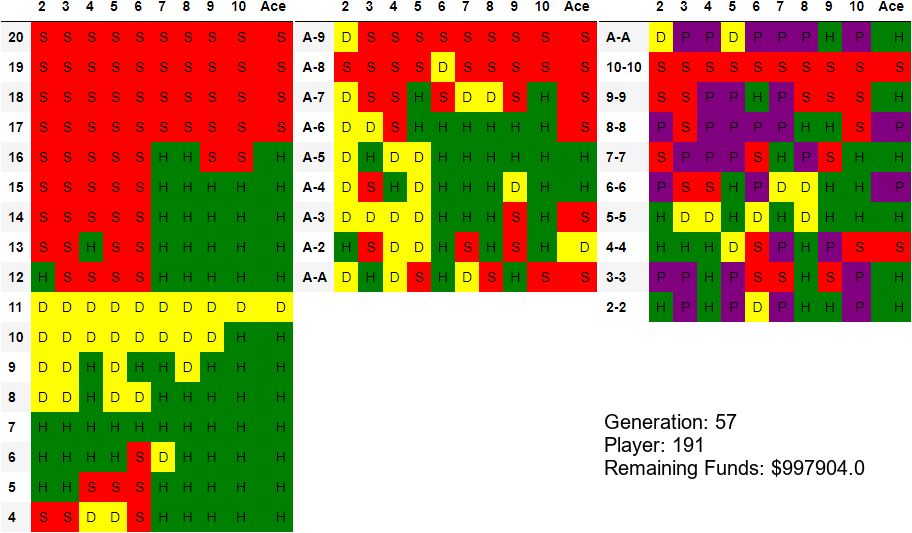 2 3 4 5 6 7 8 9 10 Ace
20 S S S S S S S S S S
19 S S S S S S S S S S
18 S S S S S S S S S S
17 S S S S S S S S S S
16 S S S S S H H S S H
15 S S S S S H H H H H
14 S S S S S H H H H H
13 S S H S S H H H H H
12 H S S S S H H H H H
11 D D D D D D D D D D
10 D D D D D D D D H H
9 D D H D H H D H H H
8 D D H D D H H H H H
7 H H H H H H H H H H
6 H H H H S D H H H H
5 H H S S S H H H H H
4 S S D D S H H H H H
2 3 4 5 6 7 8 9 10 Ace
A-9 D S S S S S S S S S
A-8 S S S S D S S S S S
A-7 D S S H S D D S H S
A-6 D D S H H H H H H S
A-5 D H D D H H H H H H
A-4 D S H D H H H D H H
A-3 D D D D H H H S H S
A-2 H S D D H S H S H D
A-A D H D S H D S H S S
2 3 4 5 6 7 8 9 10 Ace
A-A D P P D P P P H P H
10-10 S S S S S S S S S S
9-9 S S P P H P S S S H
8-8 P S P P P P H H S P
7-7 S P P P S H P S H H
6-6 P S S H P D D H H P
5-5 H D D H D H D H H H
4-4 H H H D S P H P S S
3-3 P P H P S S H S P H
2-2 H P H P D P H H P H
Generation: 57
Player: 191
Remaining Funds: $997904.0